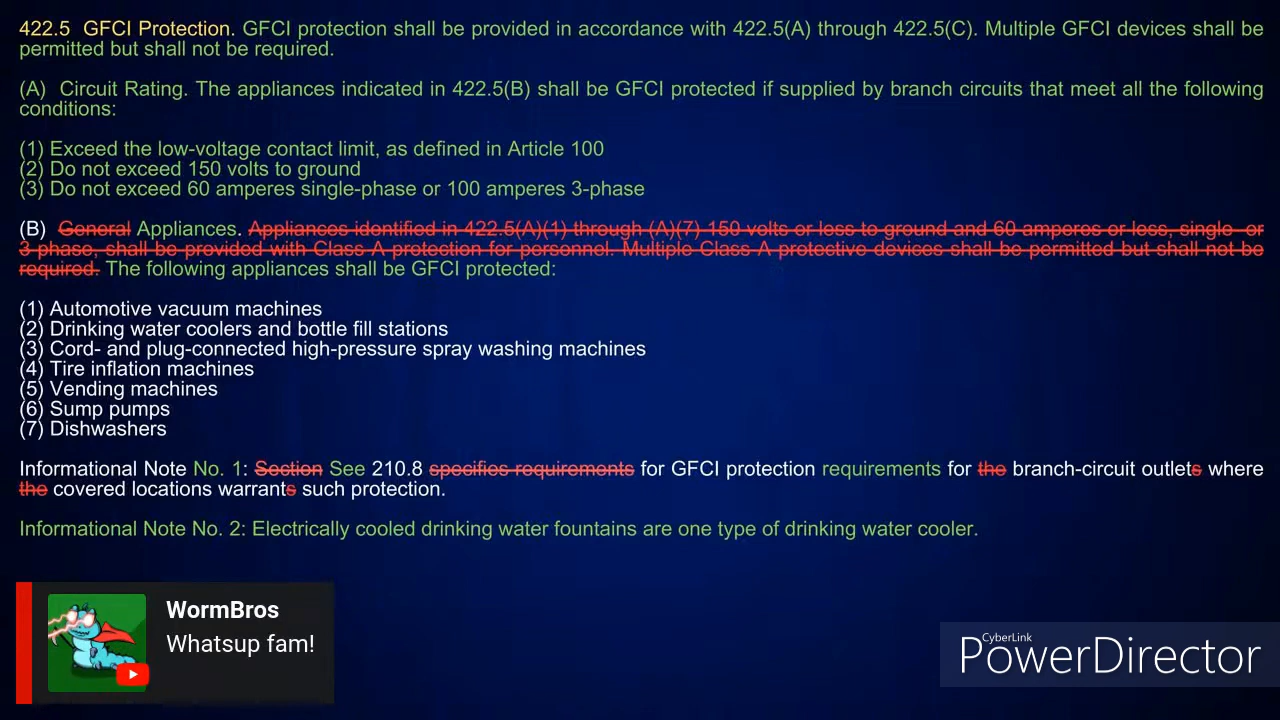 422.5 GFCI Protection. GFCI protection shall be provided in accordance with 422.5(A) through 422.5(C). Multiple GFCI devices shall be
permitted but shall not be required.
(A) Circuit Rating. The appliances indicated in 422.5(B) shall be GFCI protected if supplied by branch circuits that meet all the following
conditions:
(1) Exceed the low-voltage contact limit, as defined in Article 100
(2) Do not exceed 150 volts to ground
(3) Do not exceed 60 amperes single-phase or 100 amperes 3-phase
(B) General Appliances. Appliances identified in 422.5(A)(1) through (A)(7) 150 volts or less to ground and 60 amperes or less, single- or
3-phase, shall be provided with Class A protection for personnel. Multiple Class A protective devices shall be permitted but shall not be
required. The following appliances shall be GFCI protected:
(1) Automotive vacuum machines
(2) Drinking water coolers and bottle fill stations
(3) Cord- and plug-connected high-pressure spray washing machines
(4) Tire inflation machines
(5) Vending machines
(6) Sump pumps
(7) Dishwashers
Informational Note No. 1: Section See 210.8 specifies requirements for GFCI protection requirements for the branch-circuit outlets where
the covered locations warrants such protection.
Informational Note No. 2: Electrically cooled drinking water fountains are one type of drinking water cooler.
WormBros
Whatsup fam!
CyberLink
PowerDirector